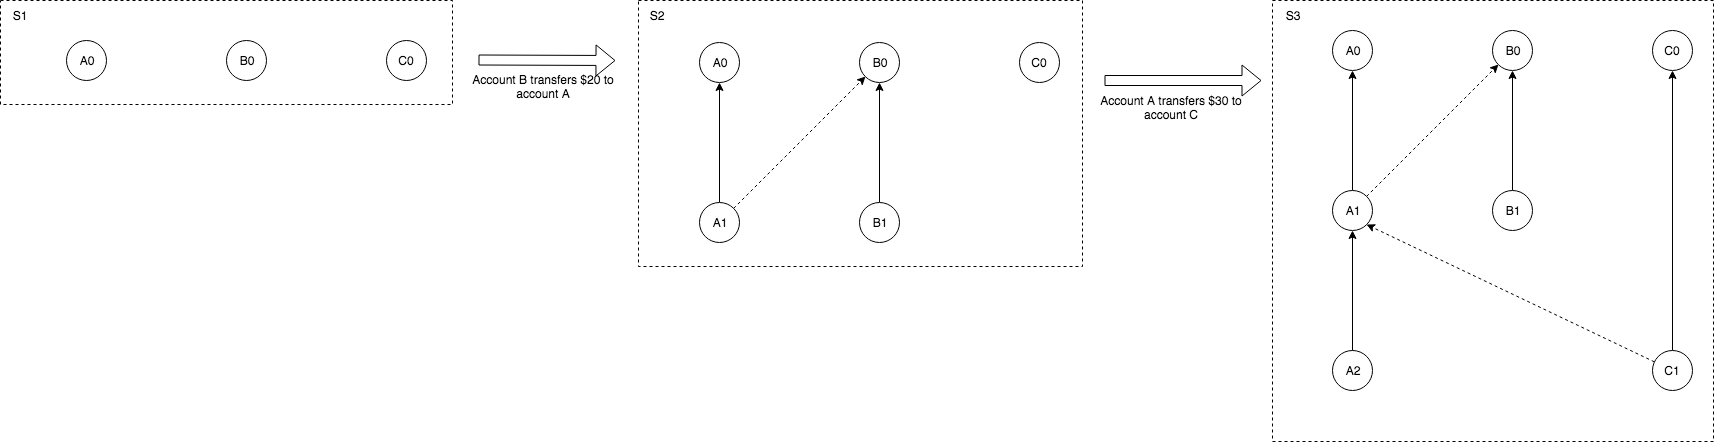 S1
A0
B0
C0
Account B transfers $20 to
account A
S2
A0
B0
C0
A1
B1
Account A transfers $30 to
account C
S3
A0
B0
C0
A1
B1
A2
C1